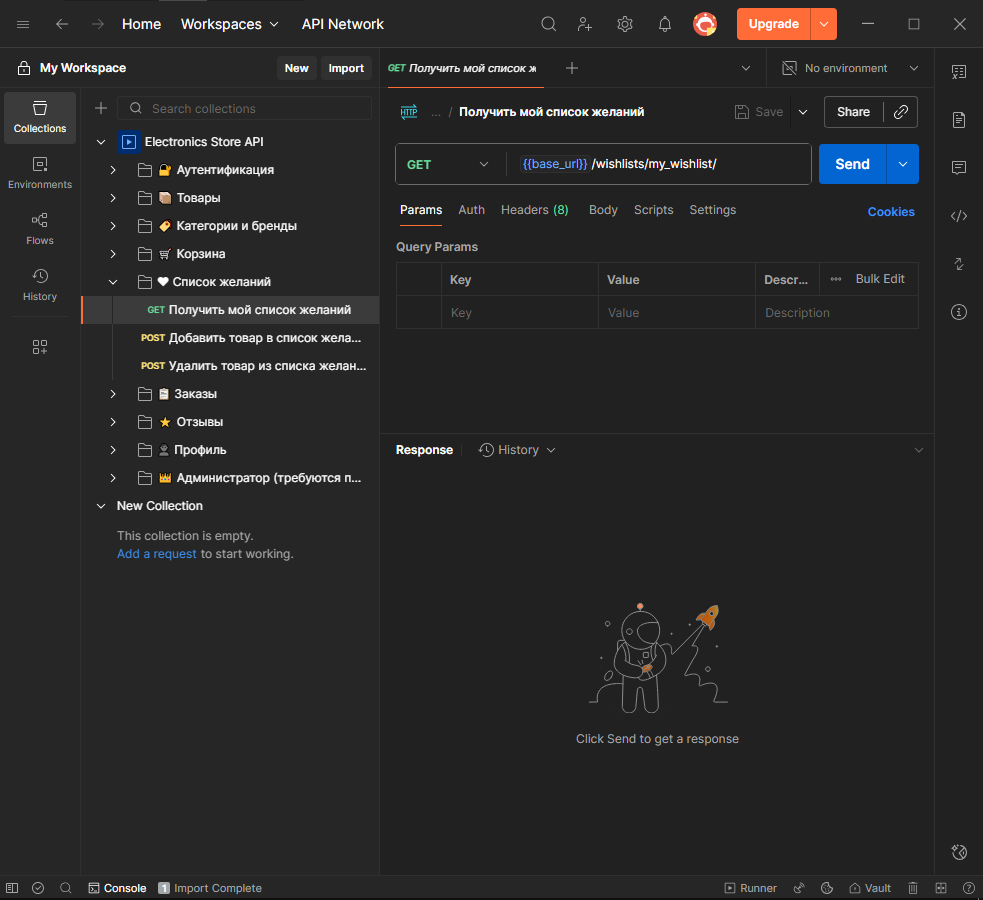 Home Workspaces API Network Upgrade
My Workspace New Import
GET Получить мой список ж No environment
Collections
Environments
Flows
History
Search collections
Electronics Store API
Аутентификация
Товары
Категории и бренды
Корзина
Список желаний
GET Получить мой список желаний
POST Добавить товар в список жела...
POST Удалить товар из списка желан...
Заказы
Отзывы
Профиль
Администратор (требуются п...
New Collection
This collection is empty.
Add a request to start working.
HTTP ... / Получить мой список желаний Save Share
GET {{base_url}} /wishlists/my_wishlist/ Send
Params Auth Headers (8) Body Scripts Settings Cookies
Query Params
Key Value Descr... Bulk Edit
Key Value Description
Response History
Click Send to get a response
Console 1 Import Complete Runner Vault